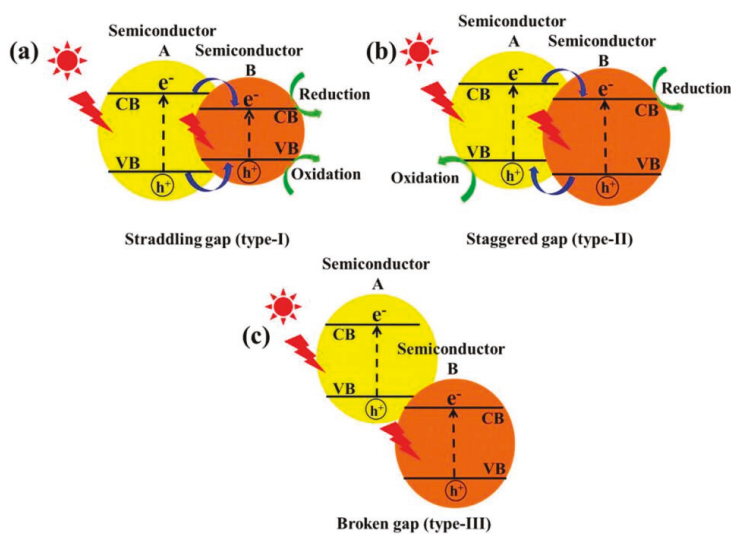 (a)
Semiconductor
A
Semiconductor
B
CB
e-
e-
CB
Reduction
VB
h+
VB
h+
Oxidation
Straddling gap (type-I)
(b)
Semiconductor
A
Semiconductor
B
CB
e-
e-
CB
Reduction
VB
h+
VB
h+
Oxidation
Staggered gap (type-II)
(c)
Semiconductor
A
CB
e-
Semiconductor
B
VB
h+
e-
CB
VB
h+
Broken gap (type-III)